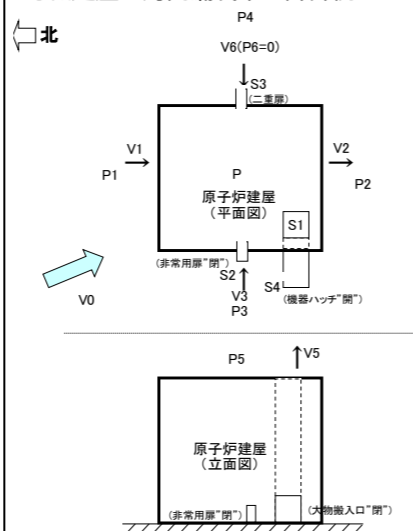 P4
北
V6(P6=0)
S3
(二重扉)
V1
P1
P
原子炉建屋
(平面図)
V2
P2
S1
(非常用扉"閉")
S2
S4
(機器ハッチ"開")
V3
P3
V0
P5
V5
原子炉建屋
(立面図)
(非常用扉"閉")
(大物搬入口"閉")